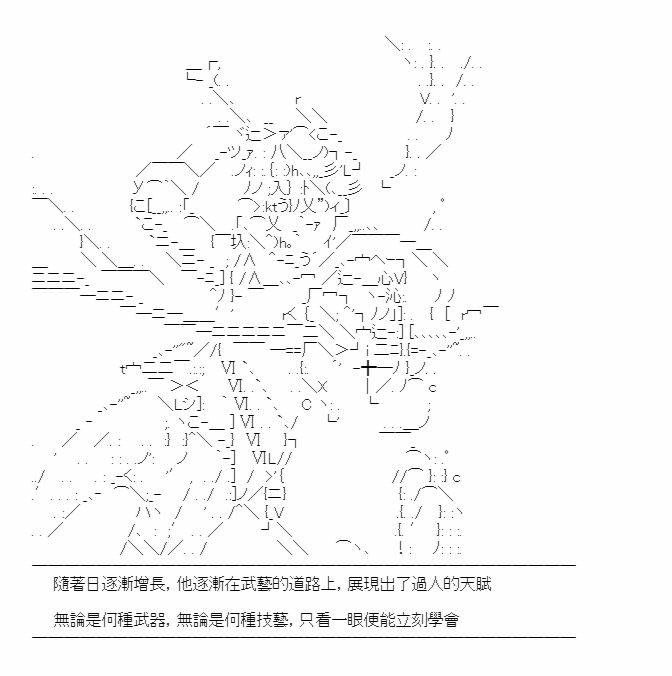 隨著日逐漸增長，他逐漸在武藝的道路上，展現出了過人的天賦
無論是何種武器，無論是何種技藝，只看一眼便能立刻學會